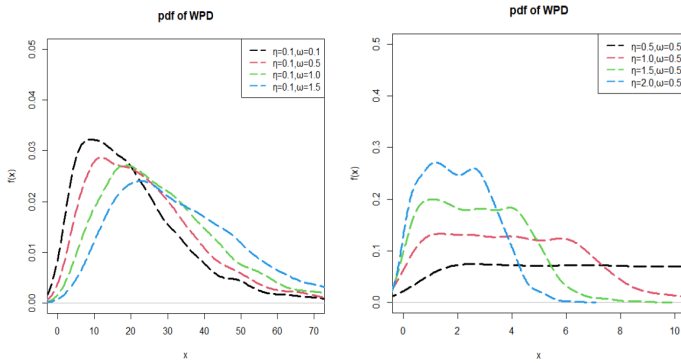 pdf of WPD
η=0.1,ω=0.1
η=0.1,ω=0.5
η=0.1,ω=1.0
η=0.1,ω=1.5
f(x)
0.00 0.01 0.02 0.03 0.04 0.05
10 20 30 40 50 60 70
x
pdf of WPD
η=0.5,ω=0.5
η=1.0,ω=0.5
η=1.5,ω=0.5
η=2.0,ω=0.5
f(x)
0.0 0.1 0.2 0.3 0.4 0.5
0 2 4 6 8 10
x